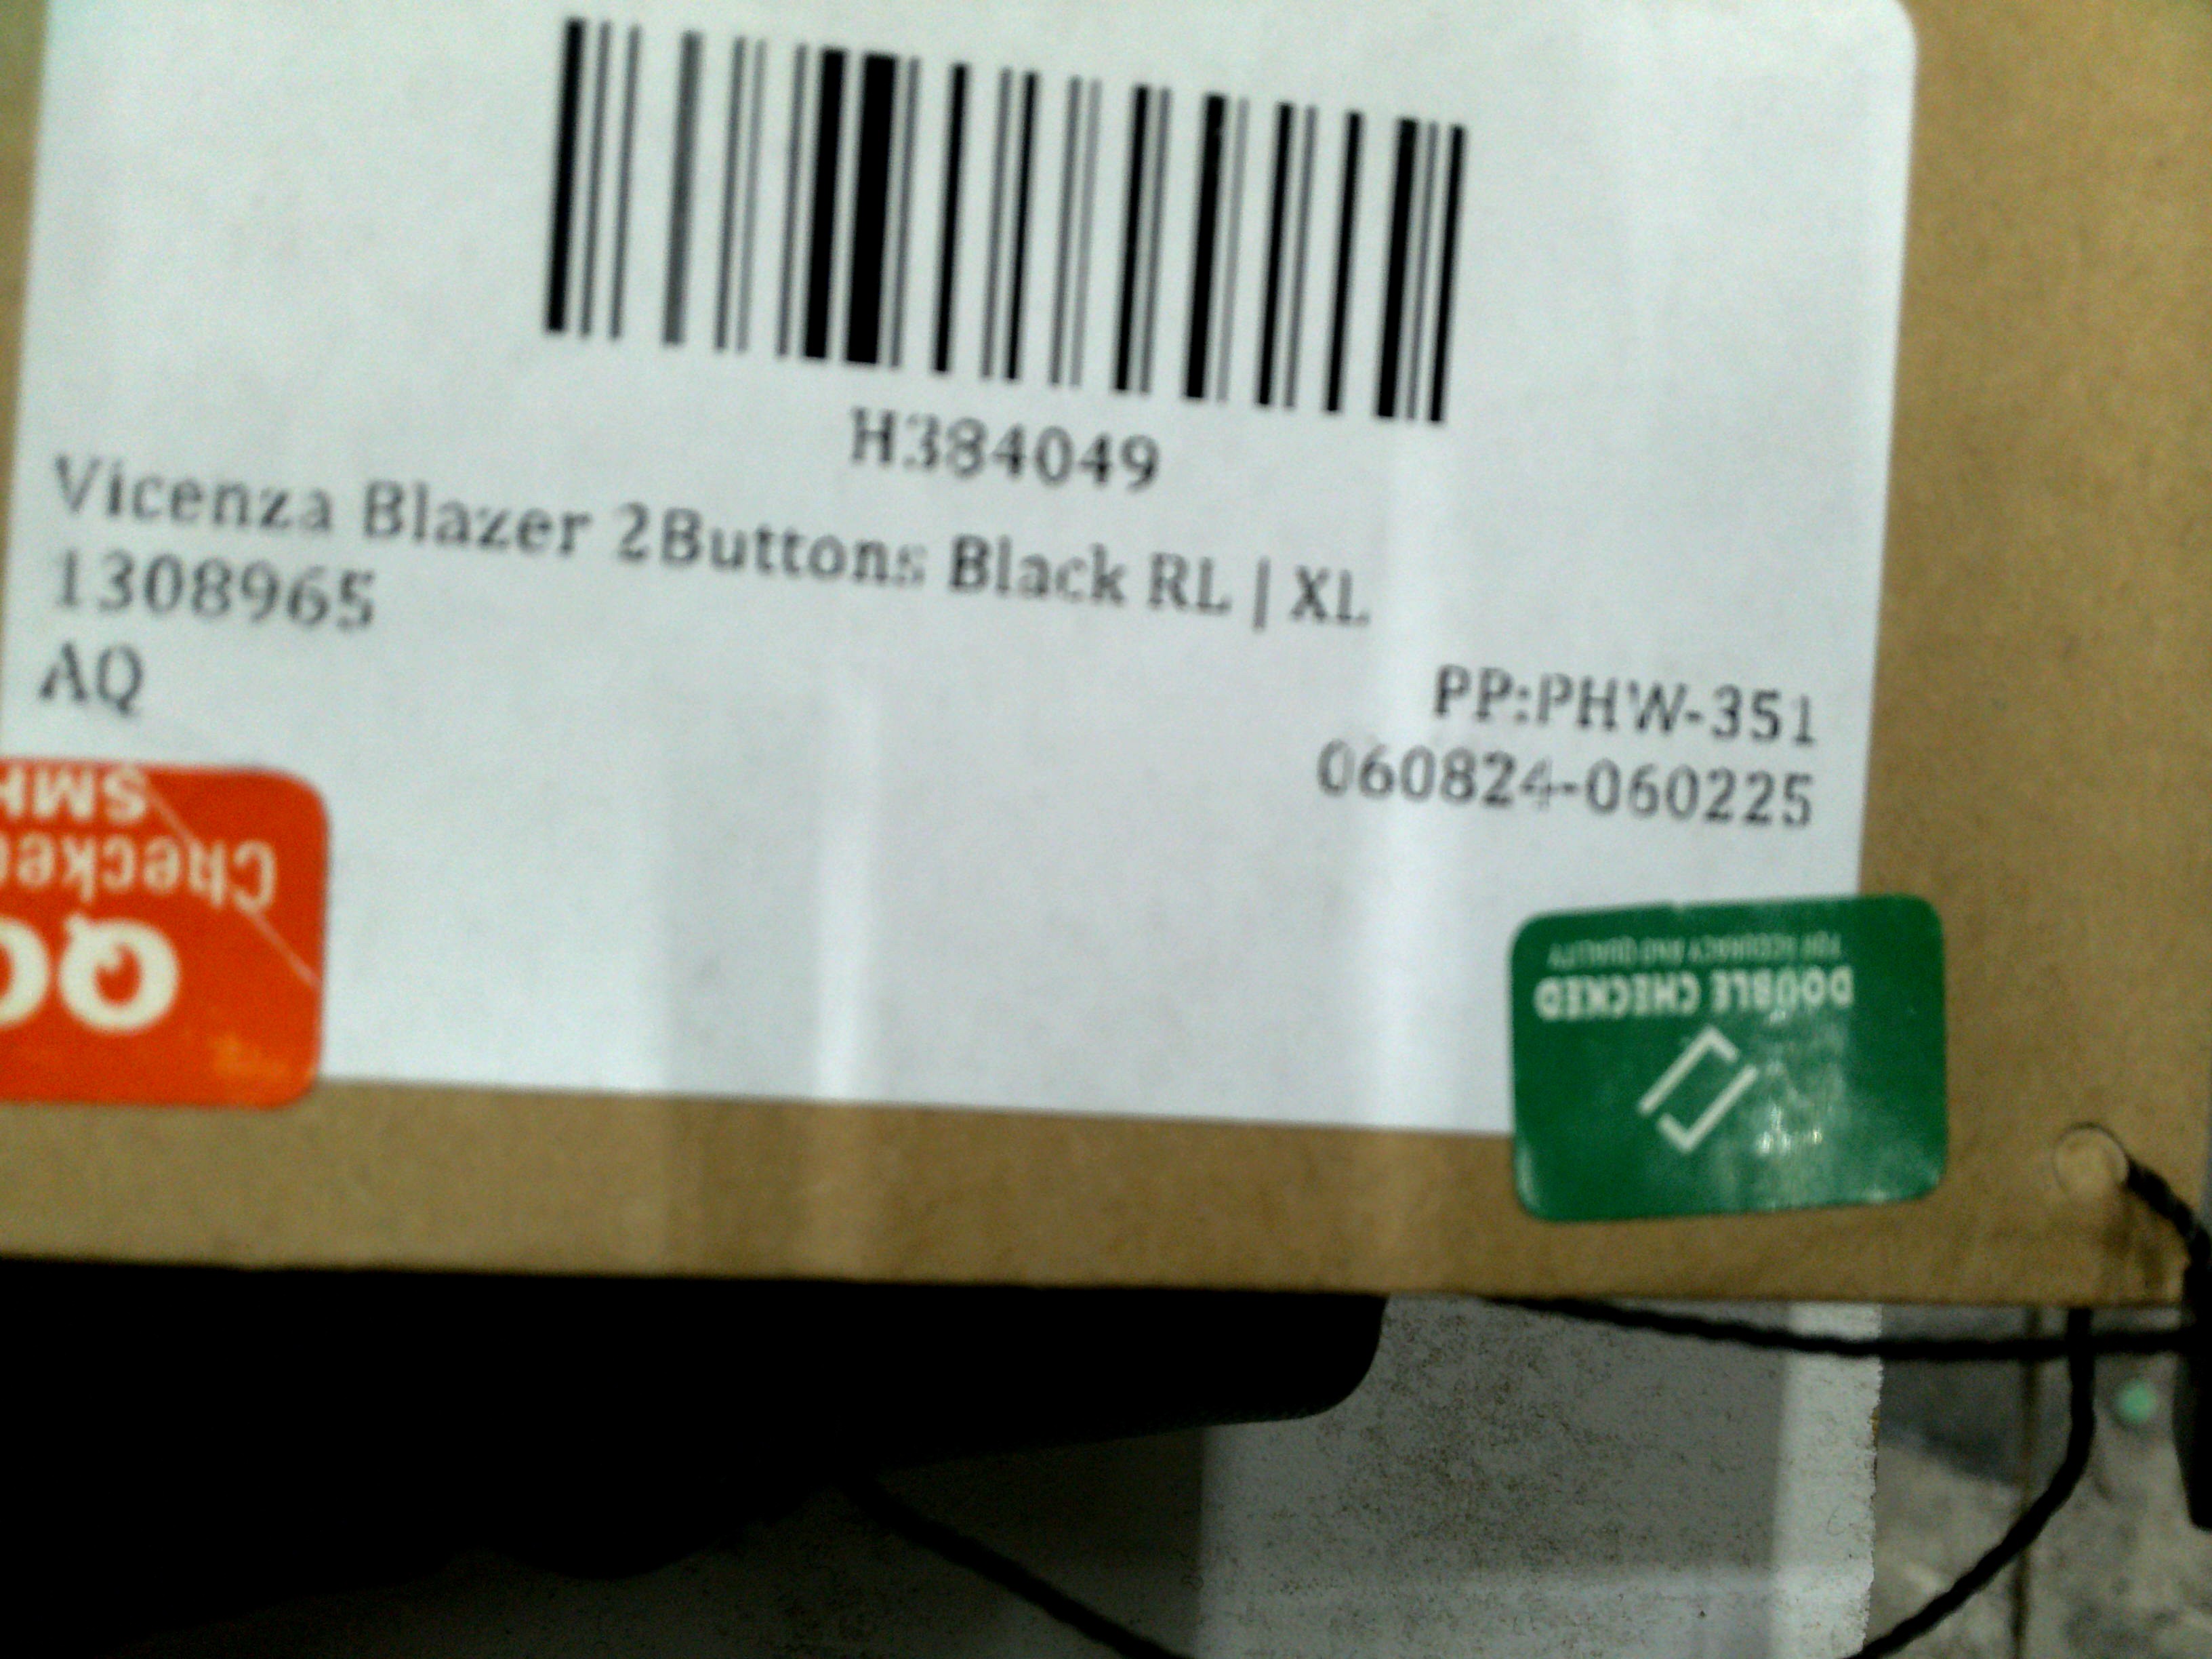 H384049
Vicenza Blazer 2Buttons Black RL | XL
1308965
AQ
PP:PHW-351
060824-060225
QC
Checked
DOUBLE CHECKED
FOR ACCURACY AND QUALITY